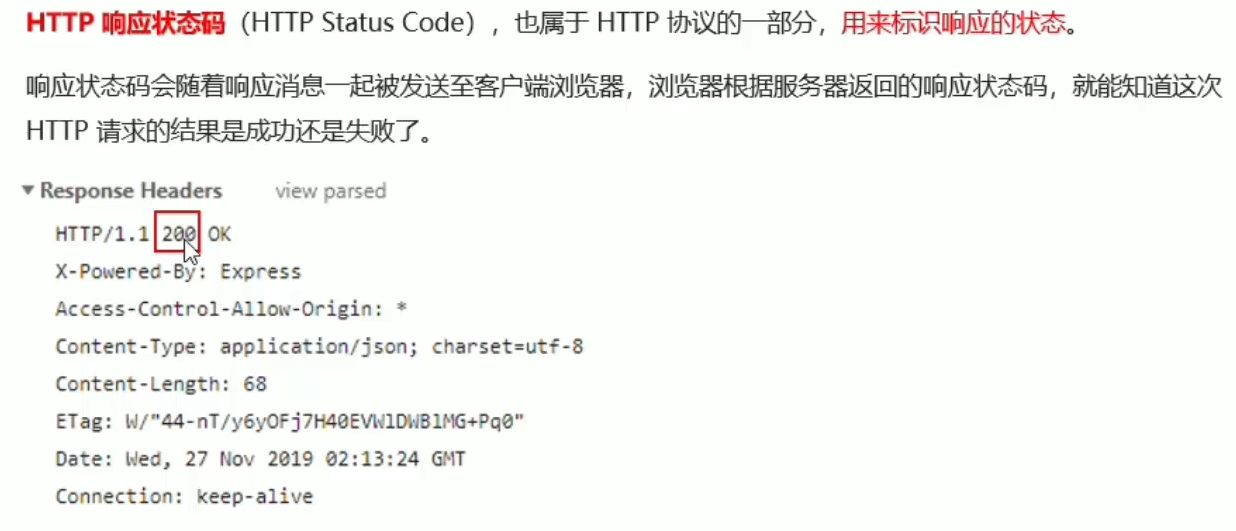 HTTP 响应状态码（HTTP Status Code），也属于 HTTP 协议的一部分，用来标识响应的状态。
响应状态码会随着响应消息一起被发送至客户端浏览器，浏览器根据服务器返回的响应状态码，就能知道这次
HTTP 请求的结果是成功还是失败了。
Response Headers view parsed
HTTP/1.1 200 OK
X-Powered-By: Express
Access-Control-Allow-Origin: *
Content-Type: application/json; charset=utf-8
Content-Length: 68
ETag: W/"44-nT/y6yOFj7H40EVWlDWBlMG+Pq0"
Date: Wed, 27 Nov 2019 02:13:24 GMT
Connection: keep-alive